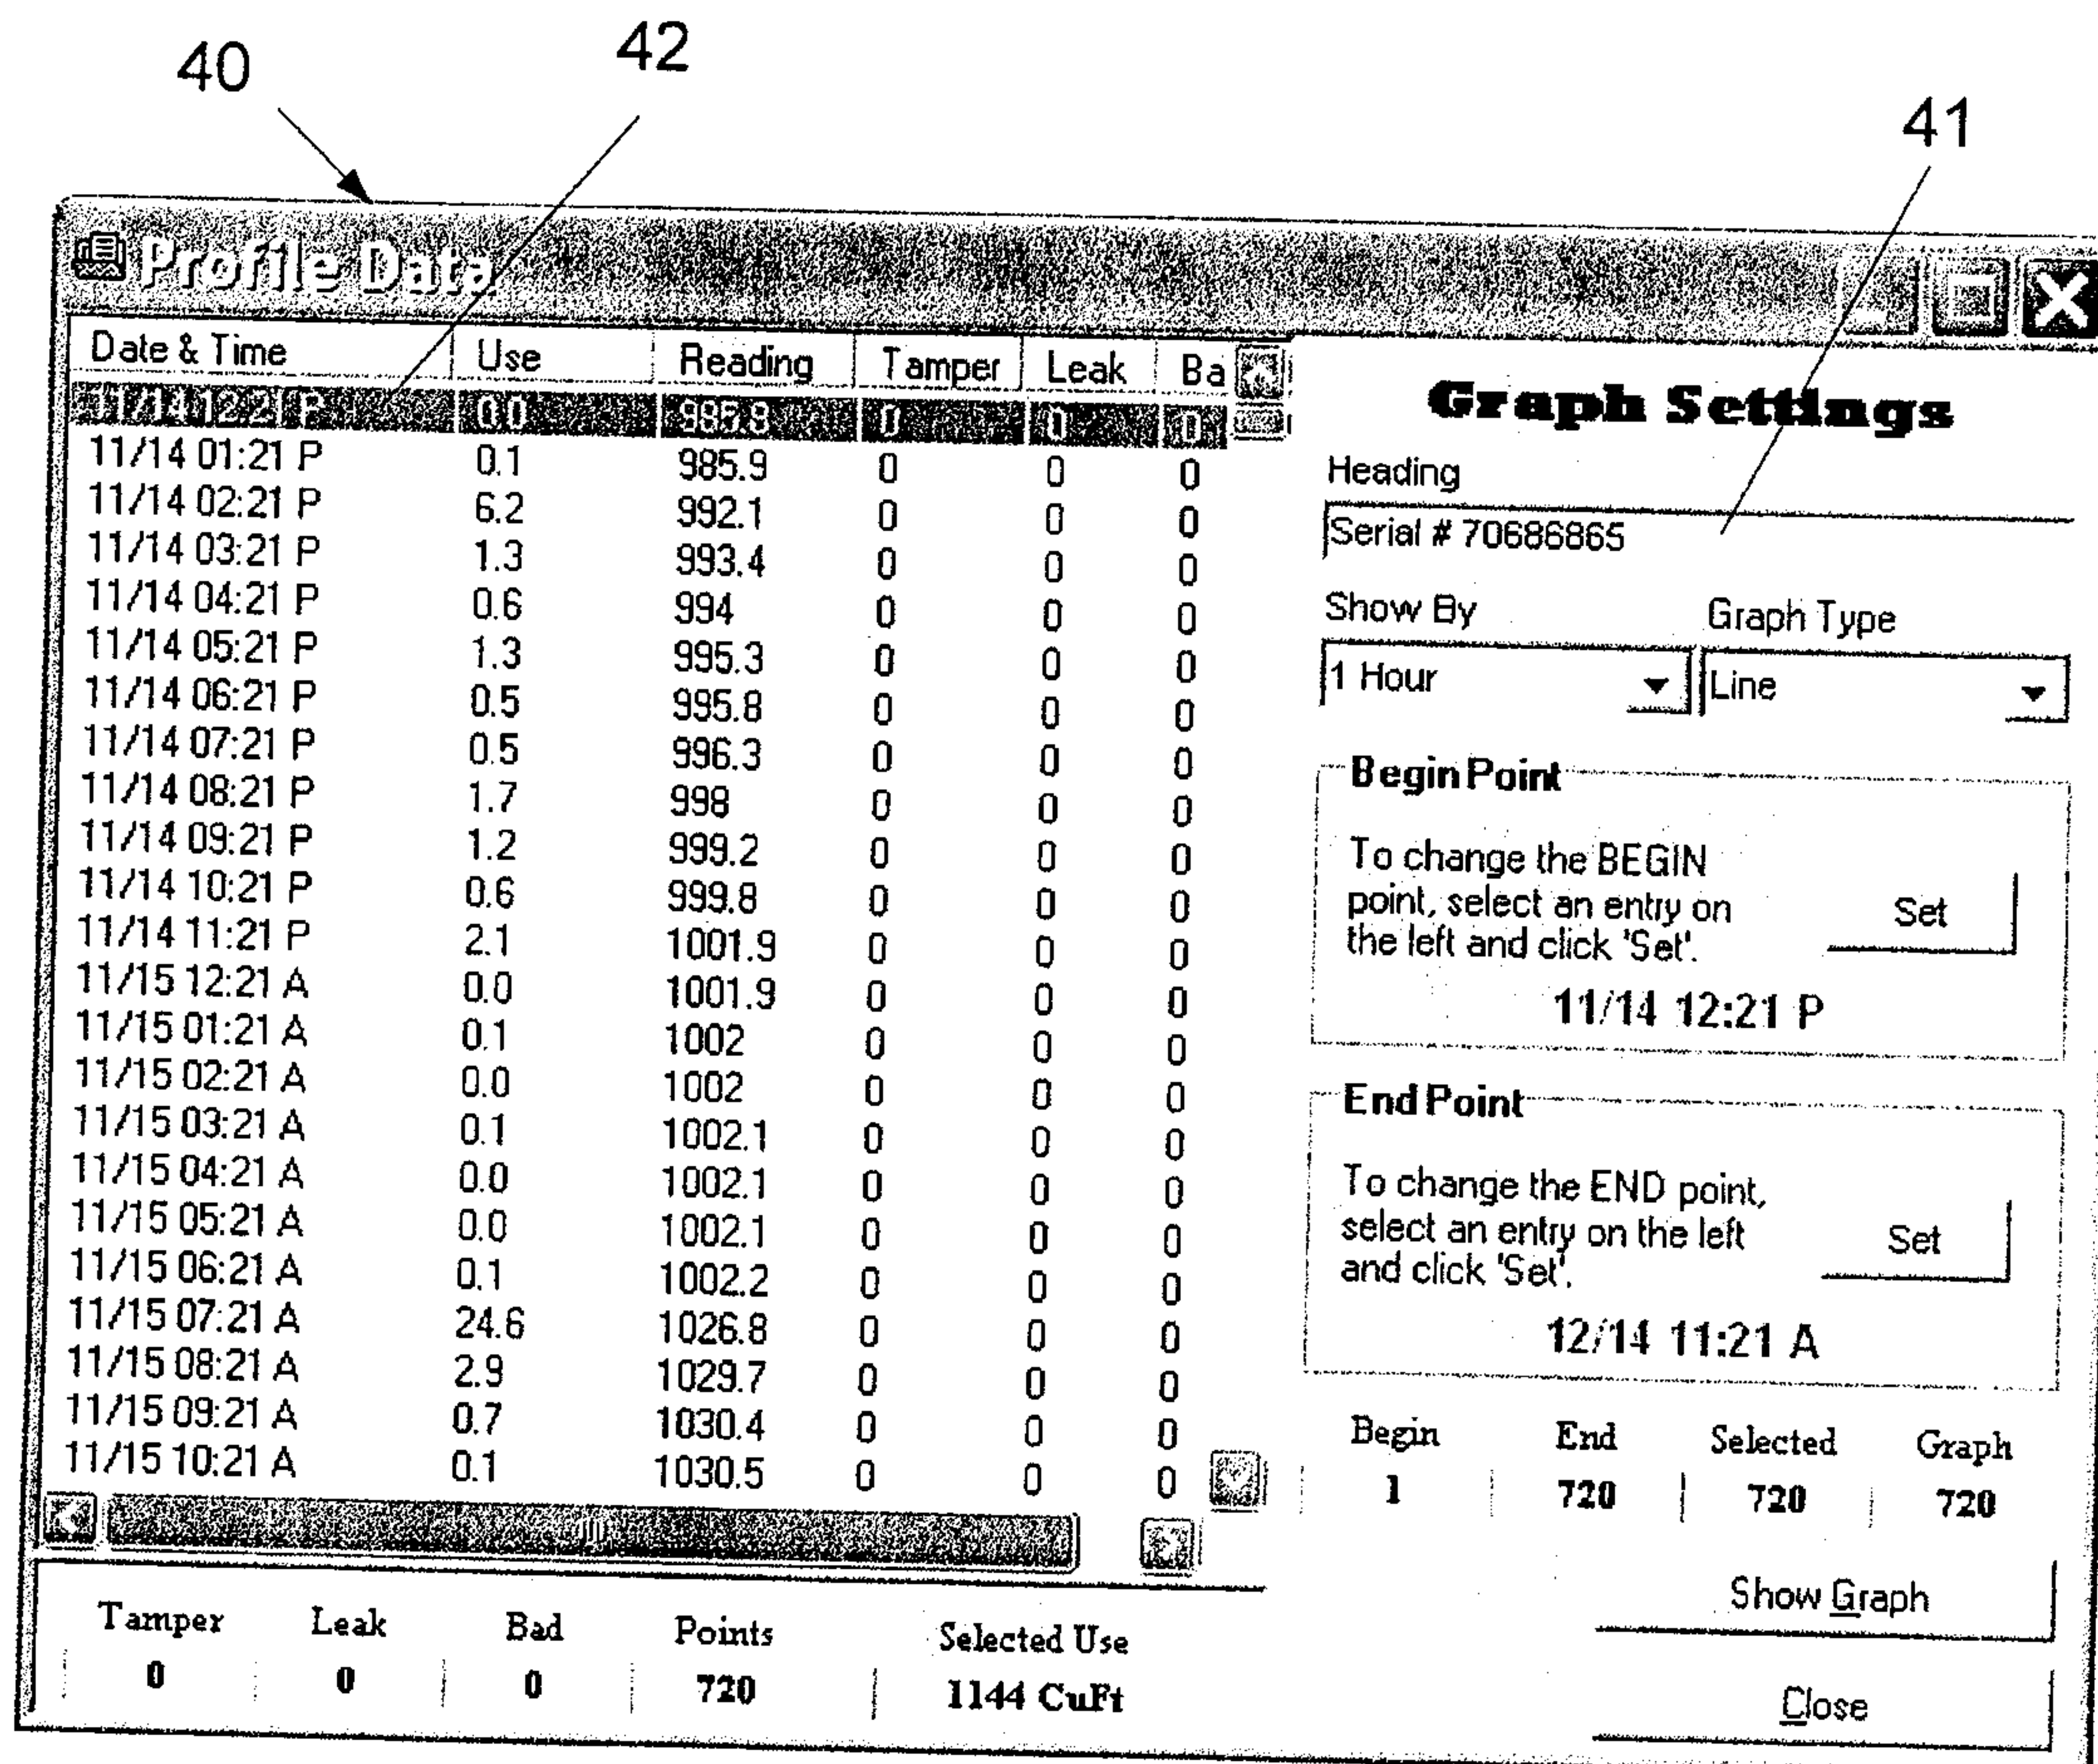 40
42
41
Profile Data
Date & Time Use Reading Tamper Leak Ba
11/14 12:21 P 0.0 985.8 0 0 0
11/14 01:21 P 0.1 985.9 0 0 0
11/14 02:21 P 6.2 992.1 0 0 0
11/14 03:21 P 1.3 993.4 0 0 0
11/14 04:21 P 0.6 994 0 0 0
11/14 05:21 P 1.3 995.3 0 0 0
11/14 06:21 P 0.5 995.8 0 0 0
11/14 07:21 P 0.5 996.3 0 0 0
11/14 08:21 P 1.7 998 0 0 0
11/14 09:21 P 1.2 999.2 0 0 0
11/14 10:21 P 0.6 999.8 0 0 0
11/14 11:21 P 2.1 1001.9 0 0 0
11/15 12:21 A 0.0 1001.9 0 0 0
11/15 01:21 A 0.1 1002 0 0 0
11/15 02:21 A 0.0 1002 0 0 0
11/15 03:21 A 0.1 1002.1 0 0 0
11/15 04:21 A 0.0 1002.1 0 0 0
11/15 05:21 A 0.0 1002.1 0 0 0
11/15 06:21 A 0.1 1002.2 0 0 0
11/15 07:21 A 24.6 1026.8 0 0 0
11/15 08:21 A 2.9 1029.7 0 0 0
11/15 09:21 A 0.7 1030.4 0 0 0
11/15 10:21 A 0.1 1030.5 0 0 0
Tamper Leak Bad Points Selected Use
0 0 0 720 1144 CuFt
Graph Settings
Heading
Serial # 70686865
Show By Graph Type
1 Hour Line
Begin Point
To change the BEGIN
point, select an entry on
the left and click 'Set'.
Set
11/14 12:21 P
End Point
To change the END point,
select an entry on the left
and click 'Set'.
Set
12/14 11:21 A
Begin End Selected Graph
1 720 720 720
Show Graph
Close